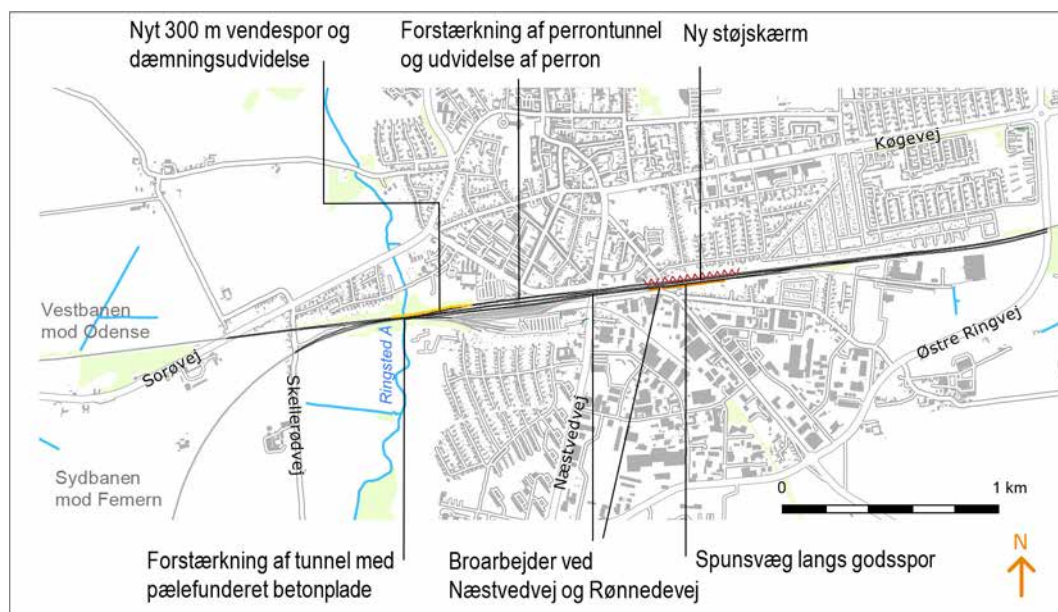 Nyt 300 m vendespor og
dæmningsudvidelse
Forstærkning af perrontunnel
og udvidelse af perron
Ny støjskærm
Køgevej
Vestbanen
mod Odense
Sorøvej
Ringsted Å
Østre Ringvej
Skellerødvej
Næstvedvej
Sydbanen
mod Femern
0
1 km
Forstærkning af tunnel med
pælefunderet betonplade
Broarbejder ved
Næstvedvej og Rønnedevej
Spunsvæg langs godsspor
N